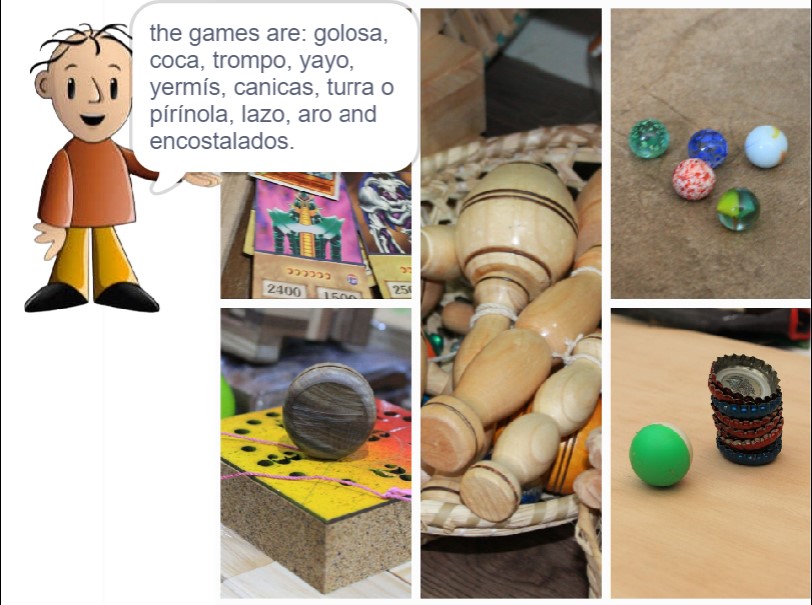 the games are: golosa,
coca, trompo, yayo,
yermís, canicas, turra o
pírínola, lazo, aro and
encostalados.
2400